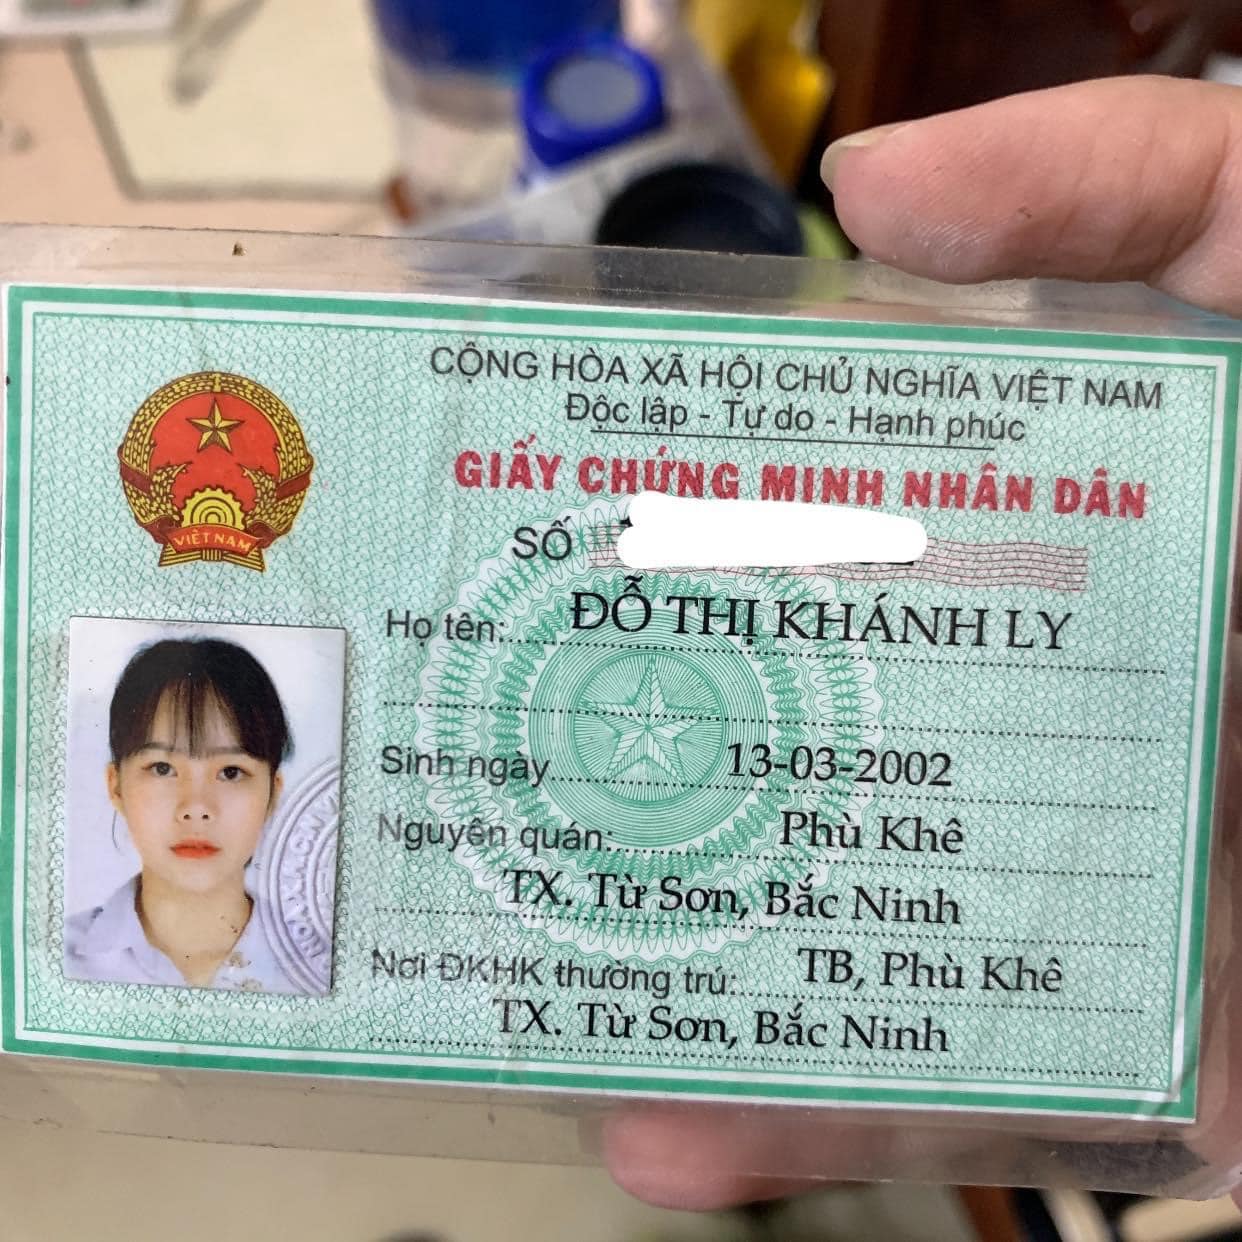 CỘNG HÒA XÃ HỘI CHỦ NGHĨA VIỆT NAM
Độc lập - Tự do - Hạnh phúc
GIẤY CHỨNG MINH NHÂN DÂN
SỐ
VIỆT NAM
Họ tên: ĐỖ THỊ KHÁNH LY
Sinh ngày 13-03-2002
Nguyên quán: Phù Khê
TX. Từ Sơn, Bắc Ninh
Nơi ĐKHK thường trú: TB, Phù Khê
TX. Từ Sơn, Bắc Ninh